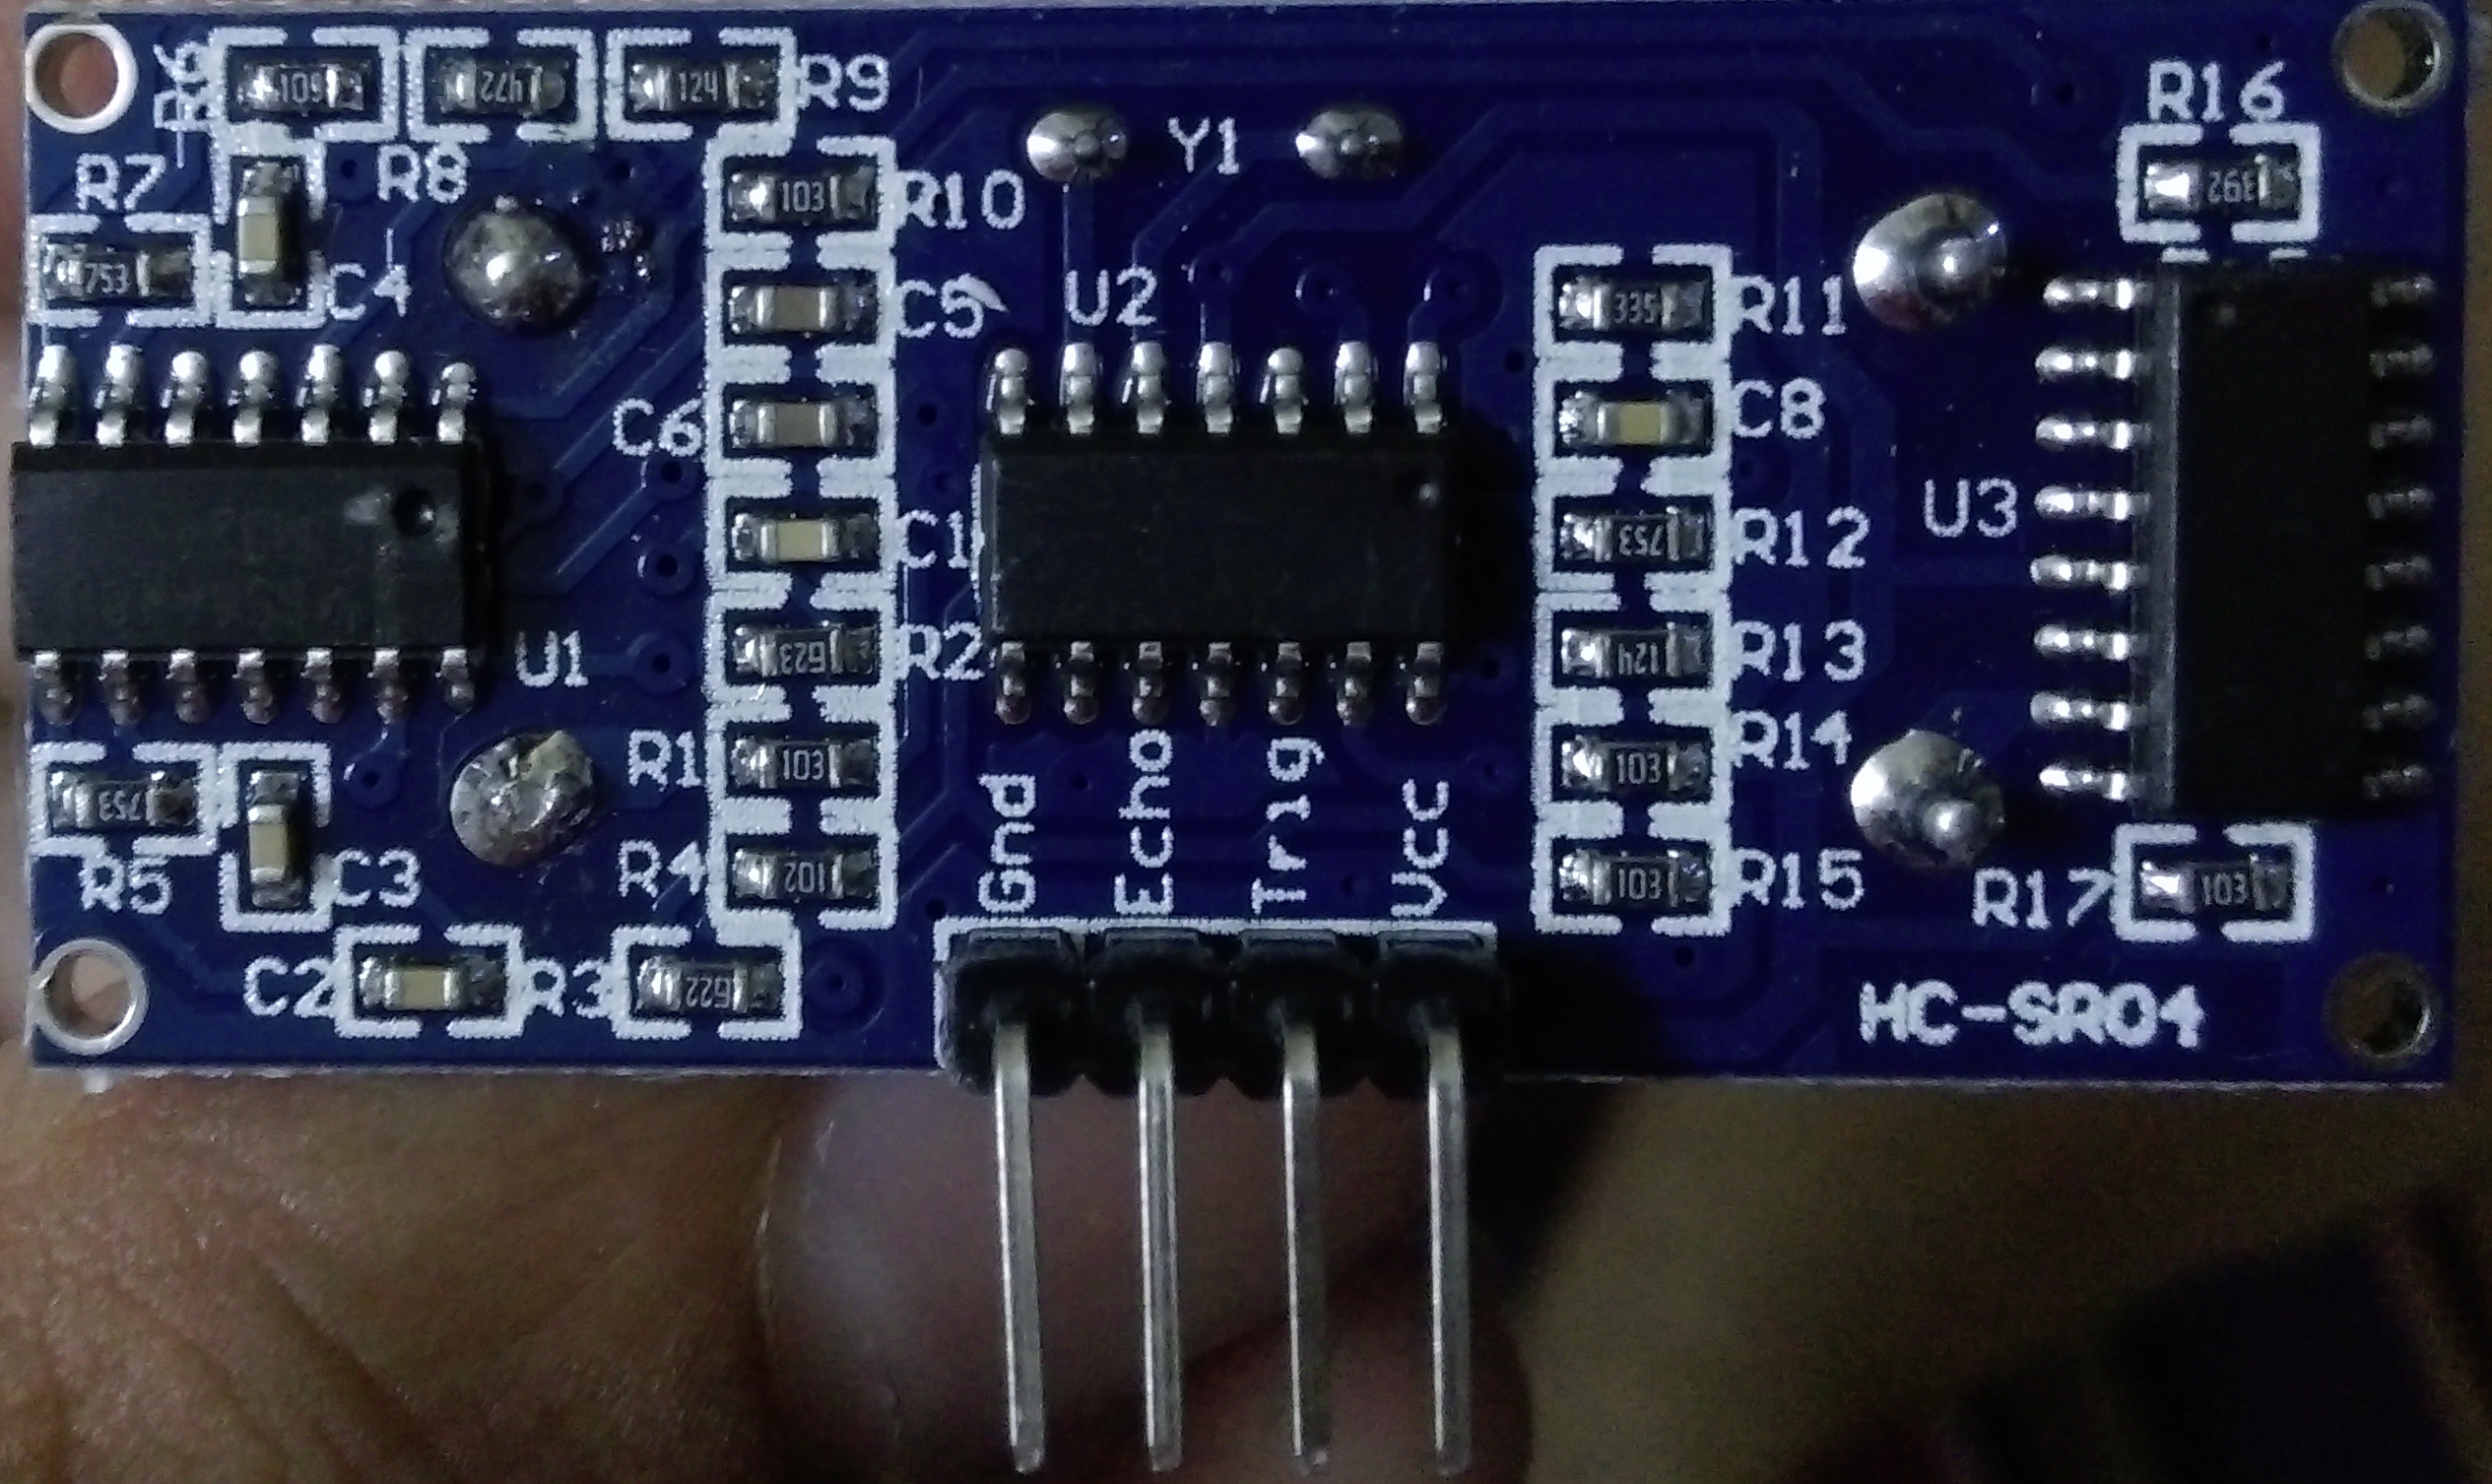 R6
472
124
R9
R16
R7
R8
Y1
103
R10
392
753
C4
C5
U2
335
R11
C6
C8
C1
753
R12
U3
U1
623
R2
124
R13
R1
103
103
R14
753
R5
C3
R4
102
Gnd
Echo
Trig
Vcc
103
R15
R17
103
C2
R3
622
HC-SR04